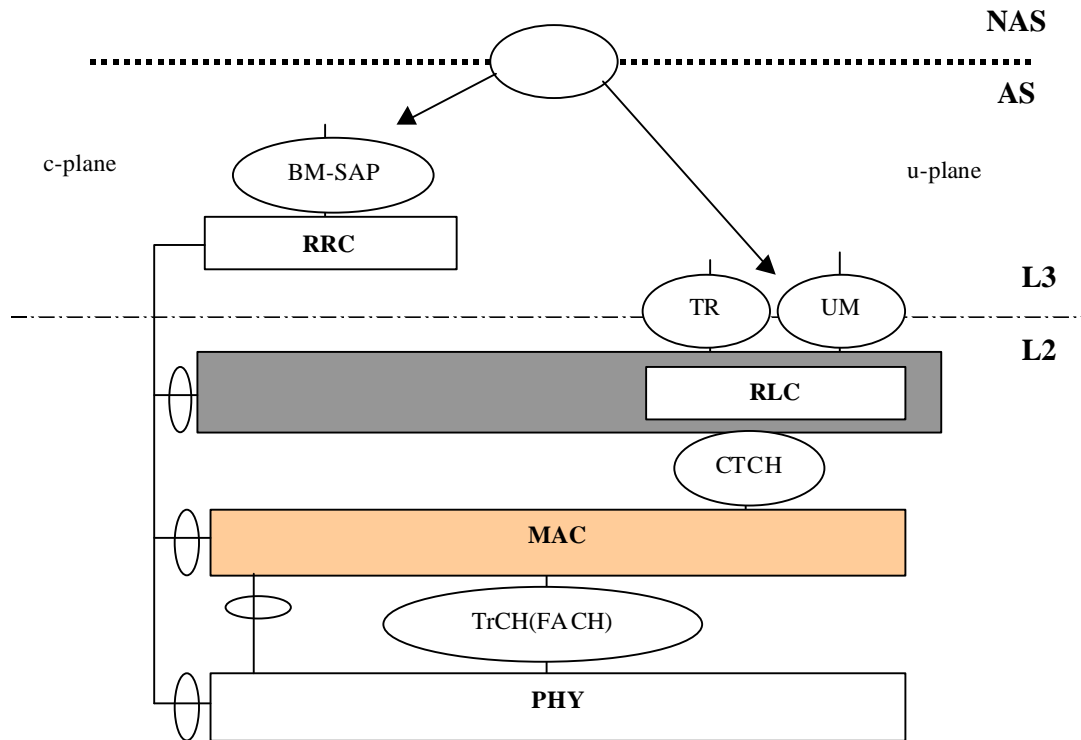 NAS
AS
c-plane
BM-SAP
u-plane
RRC
L3
TR
UM
L2
RLC
CTCH
MAC
TrCH(FACH)
PHY